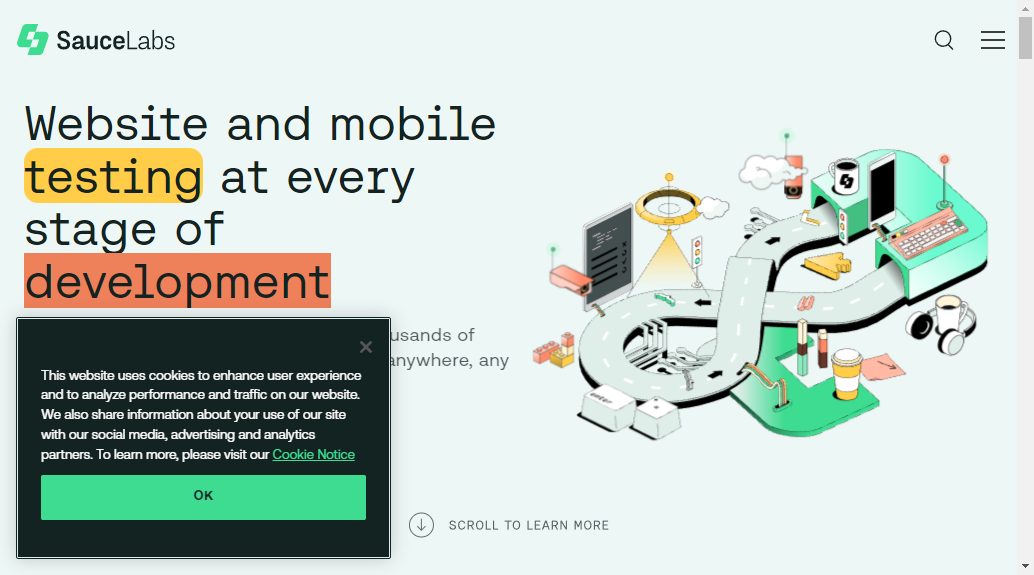 SauceLabs
Website and mobile
testing at every
stage of
development
usands of
anywhere, any
This website uses cookies to enhance user experience
and to analyze performance and traffic on our website.
We also share information about your use of our site
with our social media, advertising and analytics
partners. To learn more, please visit our Cookie Notice
OK
SCROLL TO LEARN MORE
enter